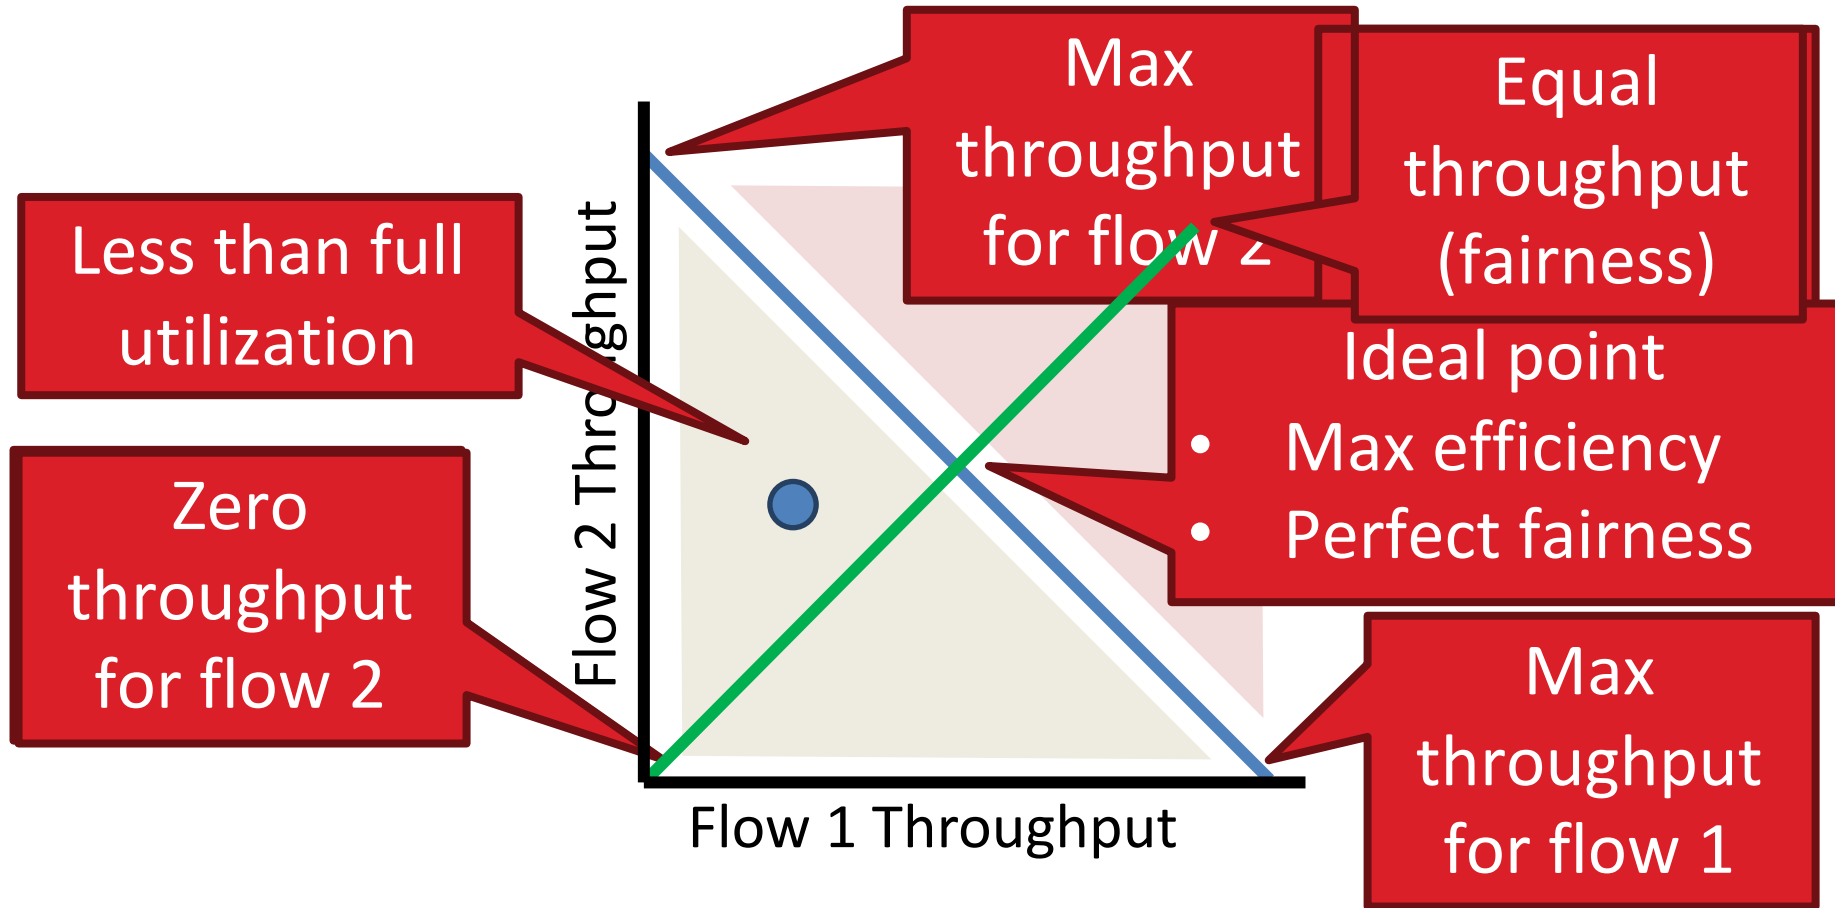 Max
throughput
for flow 2
Equal
throughput
(fairness)
Less than full
utilization
Ideal point
• Max efficiency
• Perfect fairness
Zero
throughput
for flow 2
Max
throughput
for flow 1
Flow 2 Throughput
Flow 1 Throughput